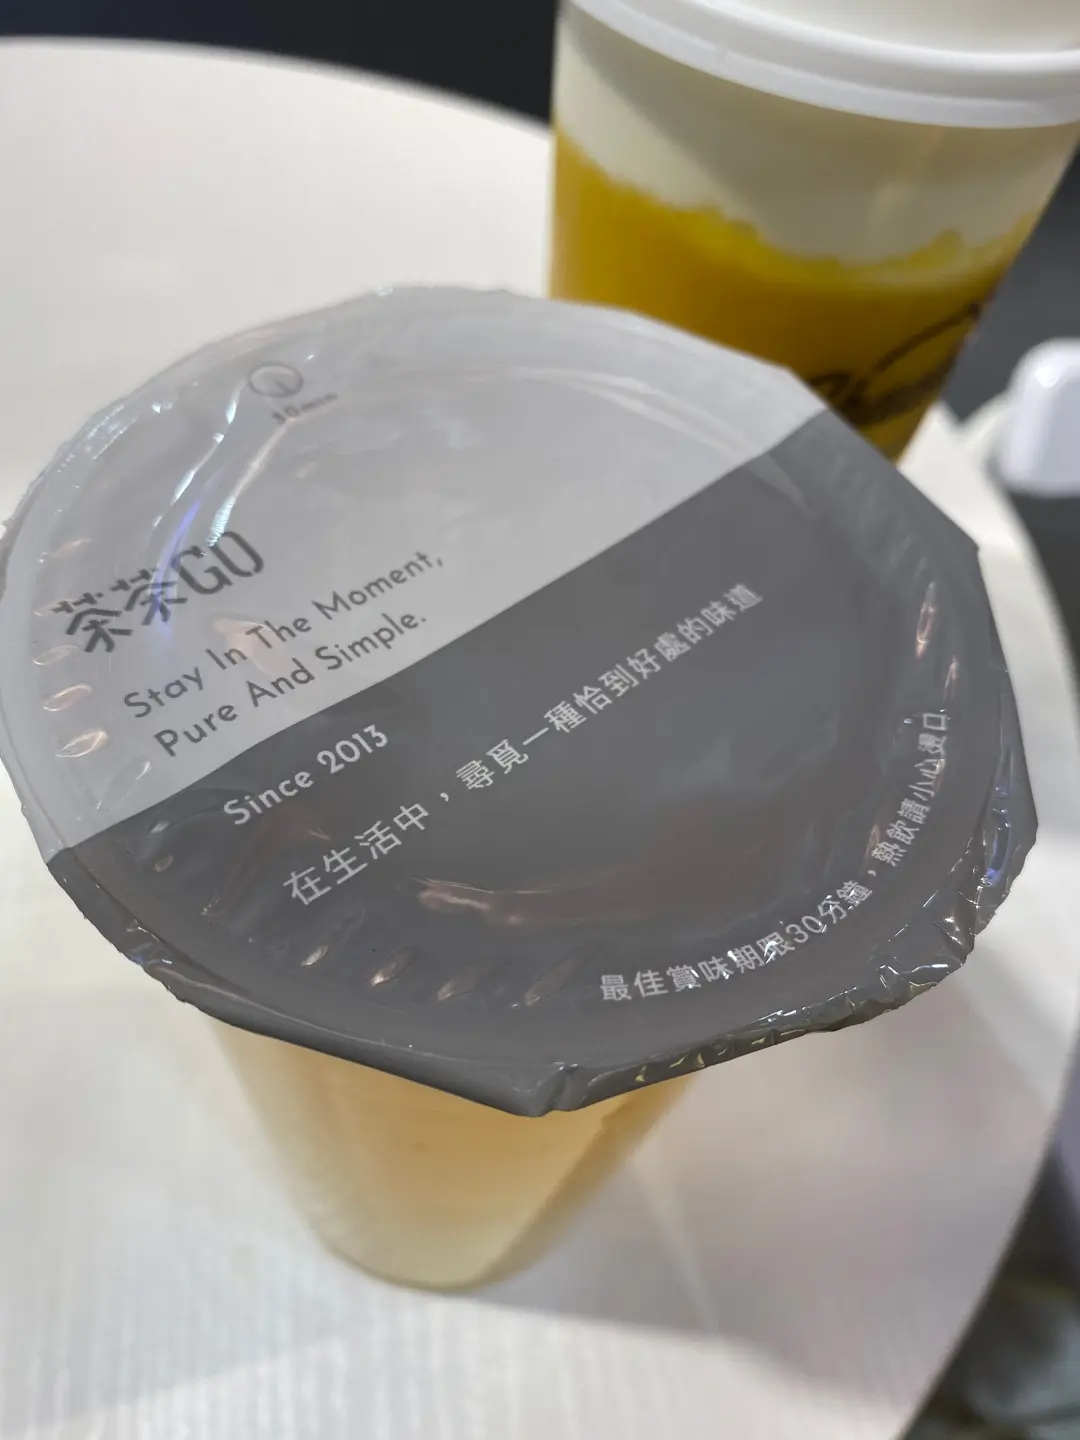 30min
茶茶GO
Stay In The Moment,
Pure And Simple.
Since 2013
在生活中，尋覓一種恰到好處的味道
最佳賞味期限30分鐘，熱飲請小心燙口